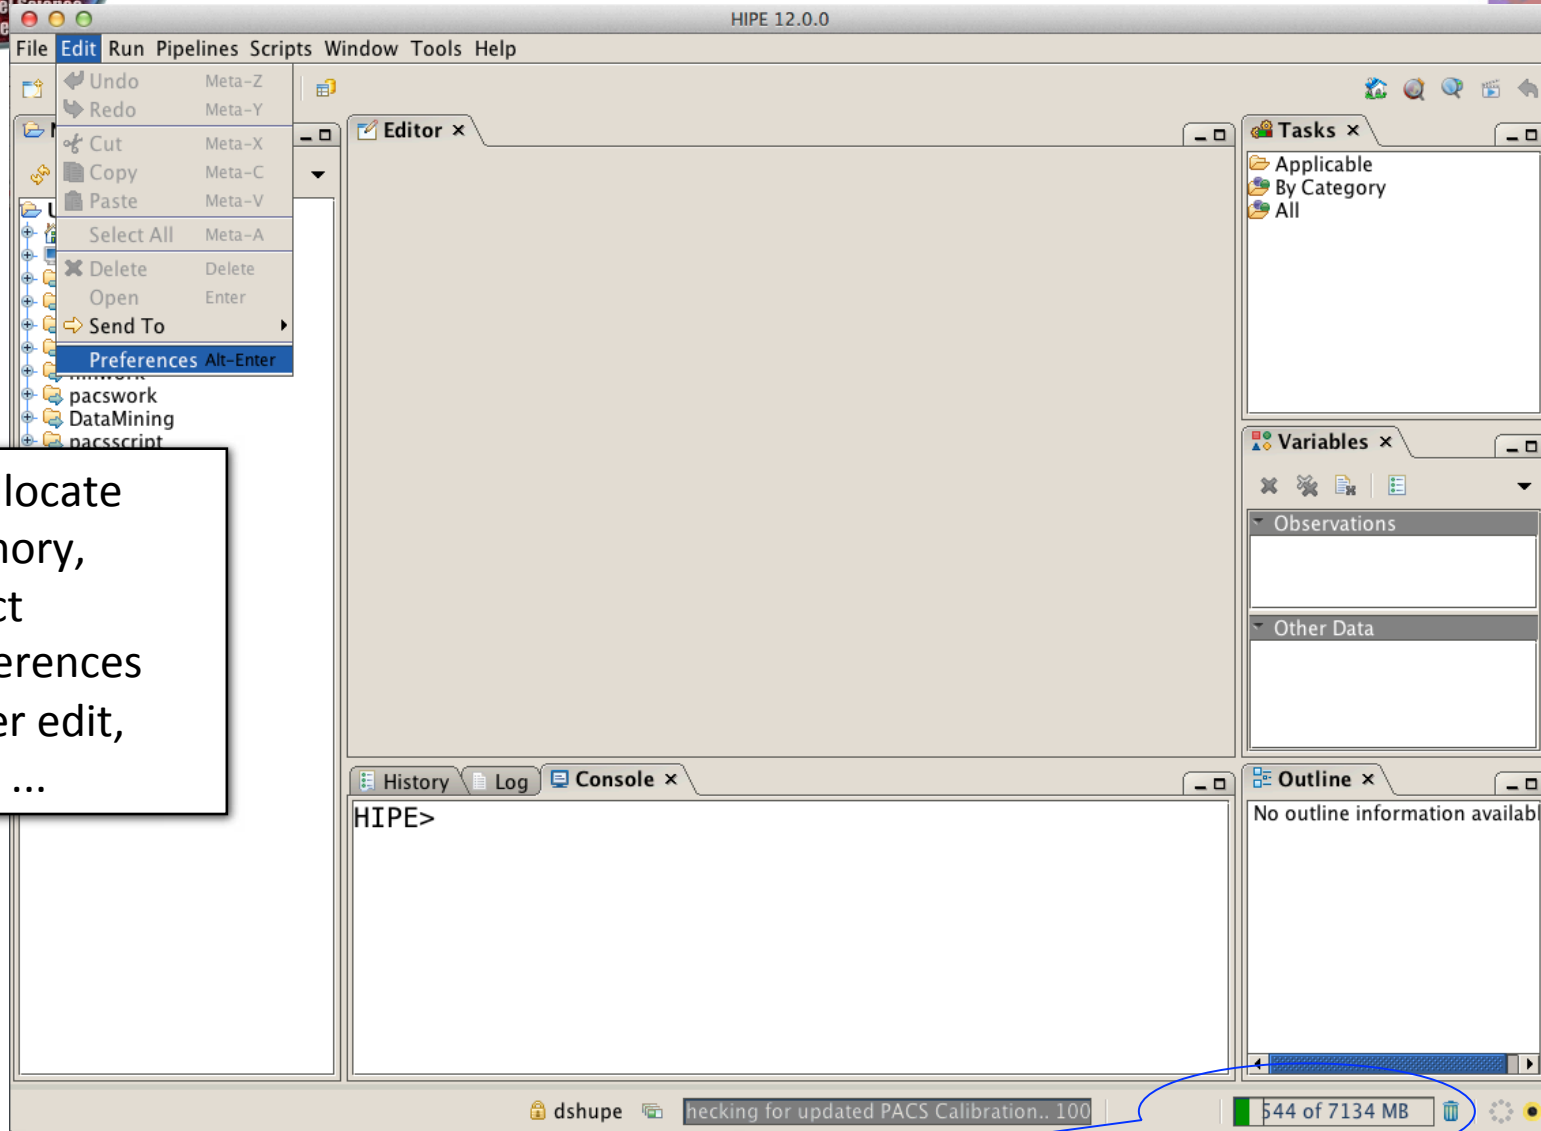 HIPE 12.0.0
File Edit Run Pipelines Scripts Window Tools Help
Undo Meta-Z
Redo Meta-Y
Cut Meta-X
Copy Meta-C
Paste Meta-V
Select All Meta-A
Delete Delete
Open Enter
Send To
Preferences Alt-Enter
pacswork
DataMining
pacsscript
locate
nory,
ct
erences
er edit,
...
Editor
History Log Console
HIPE>
Tasks
Applicable
By Category
All
Variables
Observations
Other Data
Outline
No outline information availabl
dshupe hecking for updated PACS Calibration.. 100 544 of 7134 MB